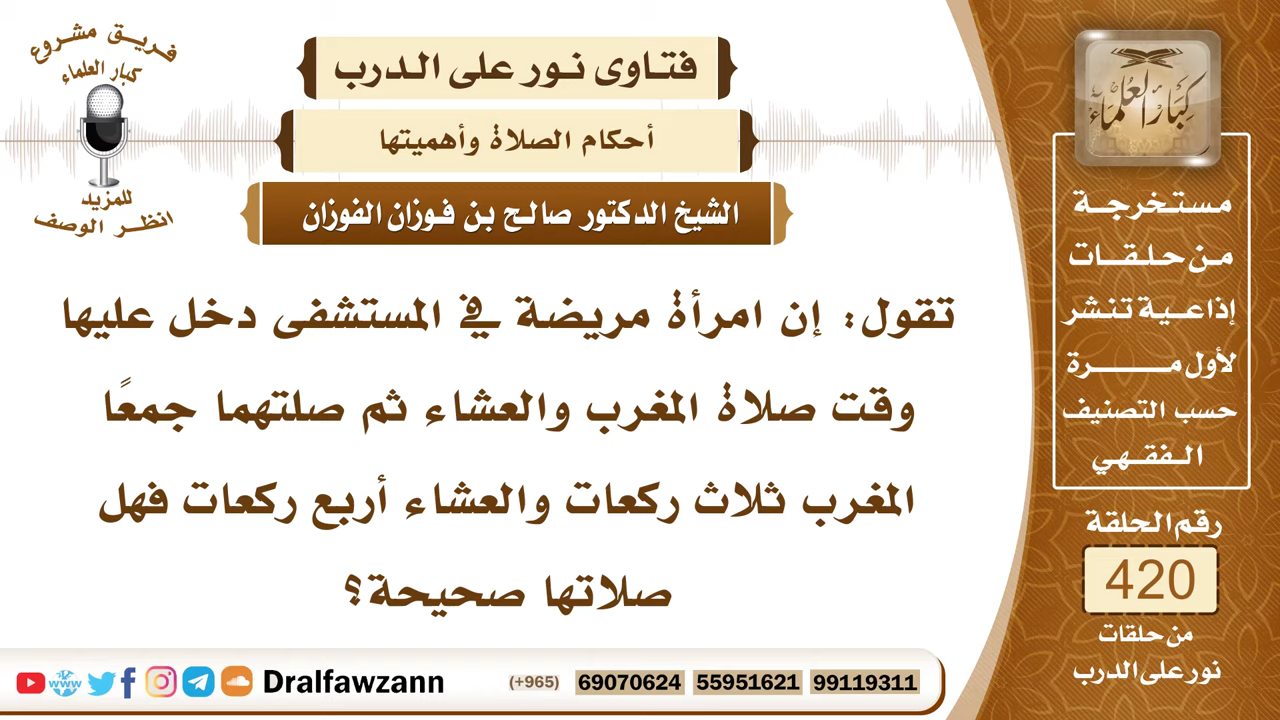 فريق مشروع
كبار العلماء
للمزيد
انظر الوصف
فتاوى نور على الدرب
أحكام الصلاة وأهميتها
الشيخ الدكتور صالح بن فوزان الفوزان
تقول: إن امرأة مريضة في المستشفى دخل عليها
وقت صلاة المغرب والعشاء ثم صلتهما جمعًا
المغرب ثلاث ركعات والعشاء أربع ركعات فهل
صلاتها صحيحة؟
كبار العلماء
مستخرجة
من حلقات
إذاعية تنشر
لأول مرة
حسب التصنيف
الفقهي
رقم الحلقة
420
من حلقات
نور على الدرب
www Dralfawzann (+965) 69070624 55951621 99119311